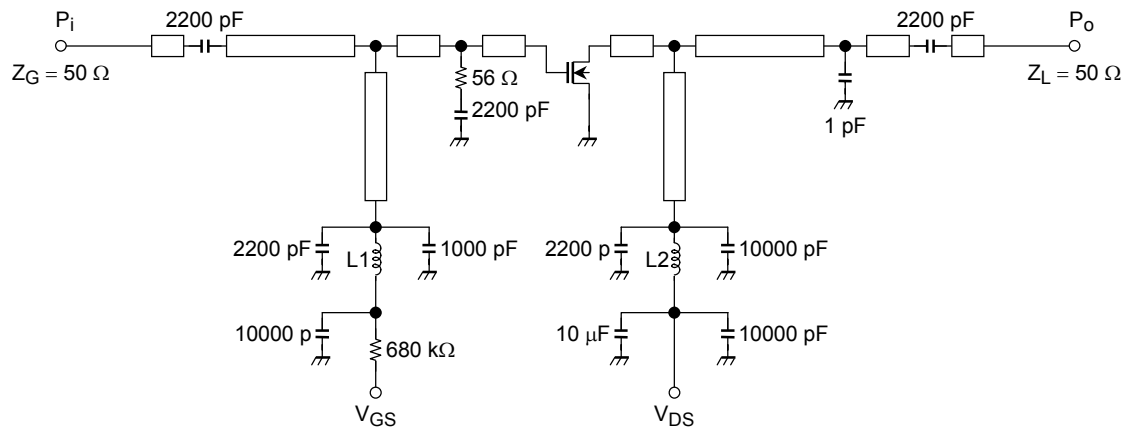 Pi
2200 pF
2200 pF
Po
ZG = 50 Ω
56 Ω
ZL = 50 Ω
2200 pF
1 pF
2200 pF
L1
1000 pF
2200 p
L2
10000 pF
10000 p
680 kΩ
10 μF
10000 pF
VGS
VDS